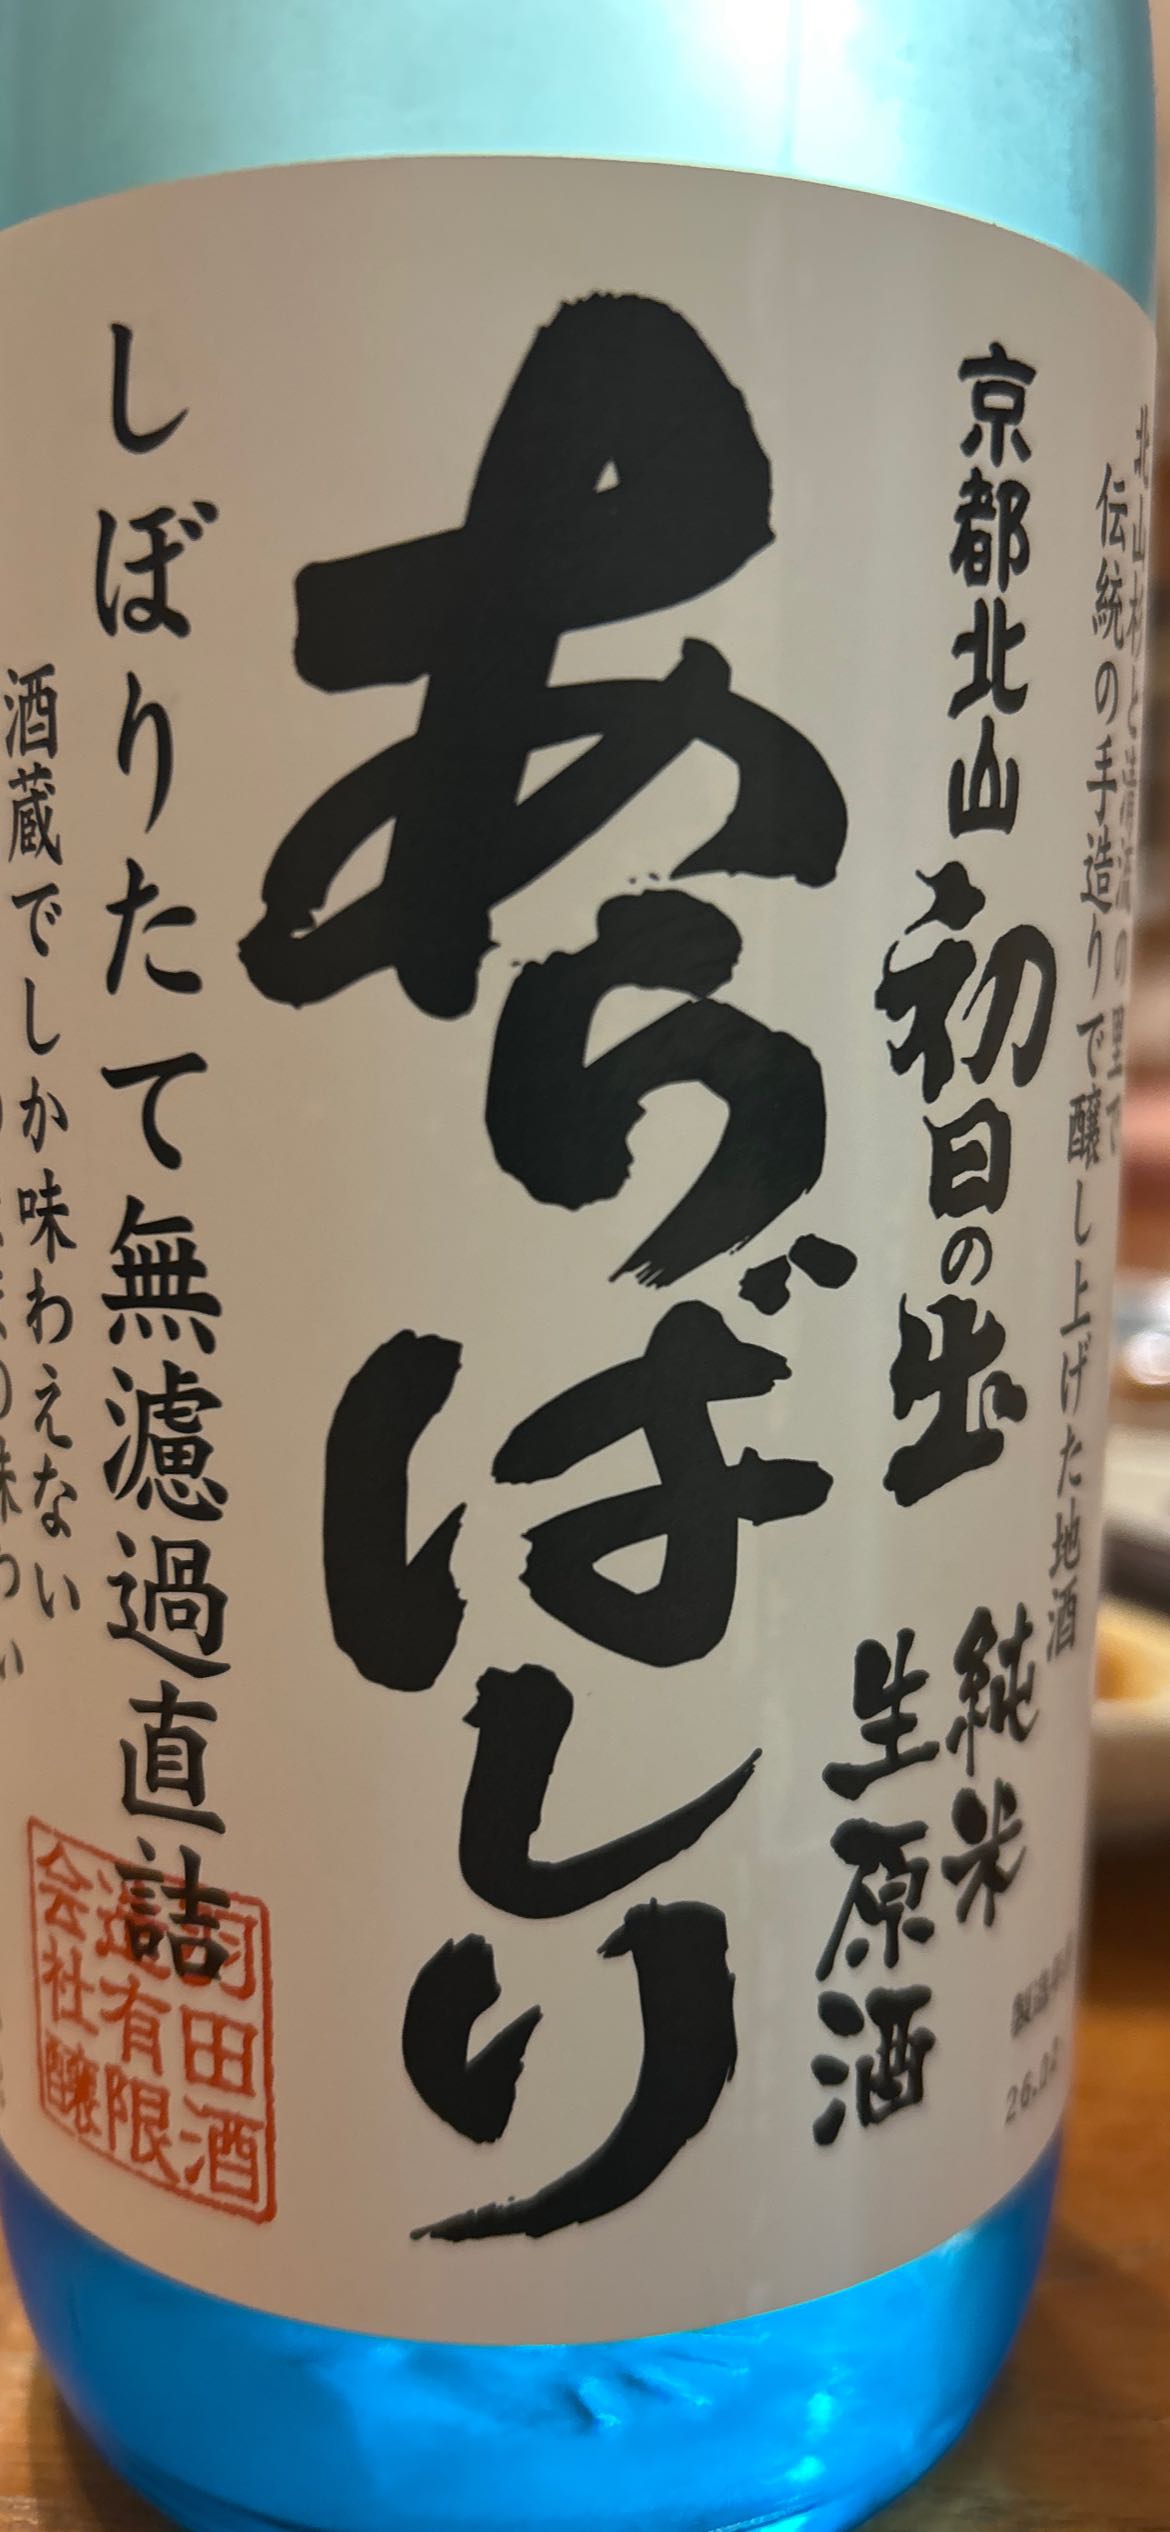 北山杉と清流の里で
伝統の手造りで醸し上げた地酒
京都北山 初日の出
純米
生原酒
あらばしり
しぼりたて無濾過直詰
酒蔵でしか味わえない
羽田酒
造有限
会社醸
26.02